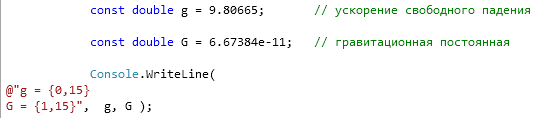 const double g = 9.80665;       // ускорение свободного падения
const double G = 6.67384e-11;   // гравитационная постоянная
Console.WriteLine(
@"g = {0,15}
G = {1,15}",  g, G );